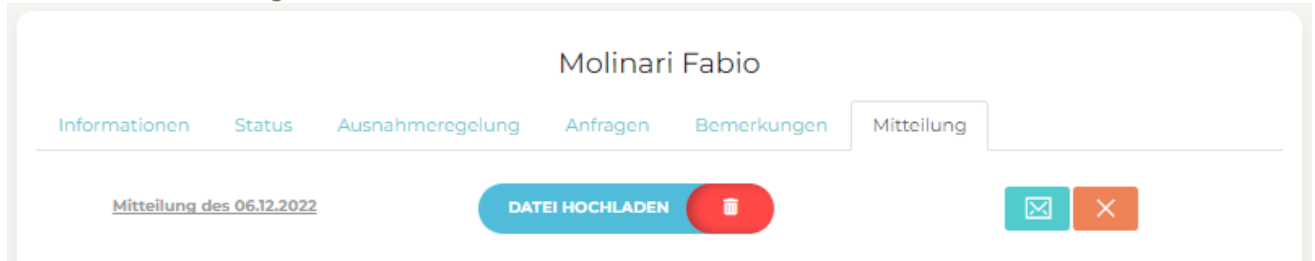 Molinari Fabio
Informationen Status Ausnahmeregelung Anfragen Bemerkungen Mitteilung
Mitteilung des 06.12.2022 DATEI HOCHLADEN